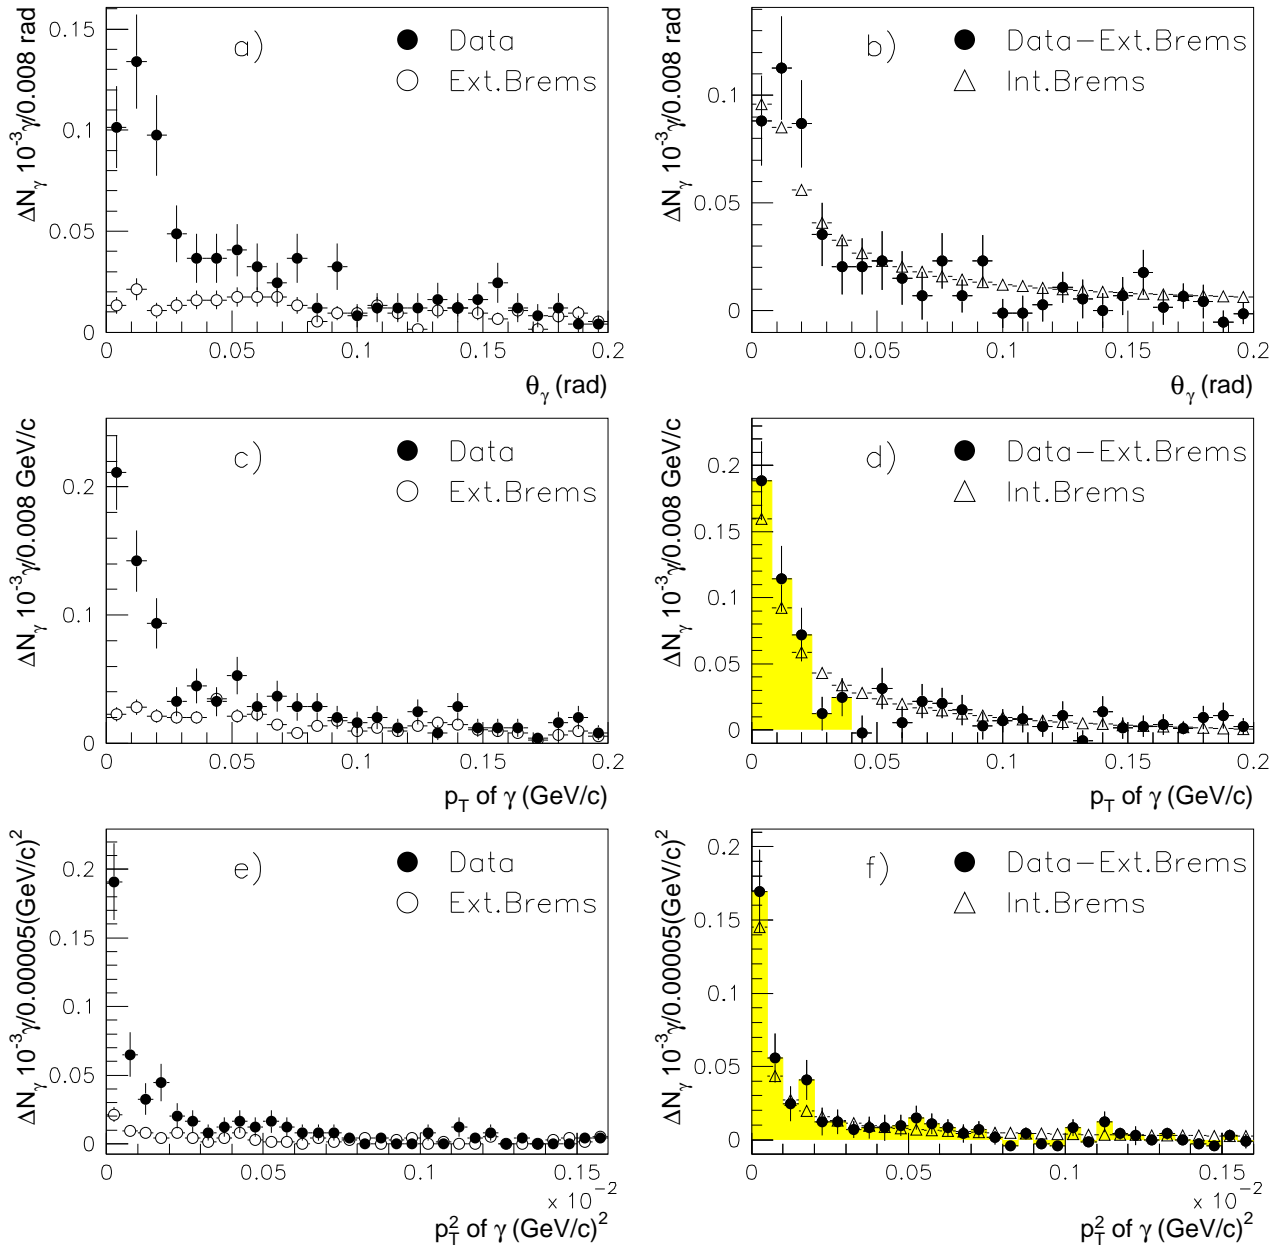 a)
Data
Ext.Brems
ΔNγ 10⁻³γ/0.008 rad
0.15
0.1
0.05
0
0 0.05 0.1 0.15 0.2
θγ (rad)
b)
Data-Ext.Brems
Int.Brems
ΔNγ 10⁻³γ/0.008 rad
0.1
0.05
0
0 0.05 0.1 0.15 0.2
θγ (rad)
c)
Data
Ext.Brems
ΔNγ 10⁻³γ/0.008 GeV/c
0.2
0.1
0
0 0.05 0.1 0.15 0.2
pT of γ (GeV/c)
d)
Data-Ext.Brems
Int.Brems
ΔNγ 10⁻³γ/0.008 GeV/c
0.2
0.15
0.1
0.05
0
0 0.05 0.1 0.15 0.2
pT of γ (GeV/c)
e)
Data
Ext.Brems
ΔNγ 10⁻³γ/0.00005(GeV/c)²
0.2
0.15
0.1
0.05
0
0 0.05 0.1 0.15
x 10⁻²
pT² of γ (GeV/c)²
f)
Data-Ext.Brems
Int.Brems
ΔNγ 10⁻³γ/0.00005(GeV/c)²
0.2
0.15
0.1
0.05
0
0 0.05 0.1 0.15
x 10⁻²
pT² of γ (GeV/c)²